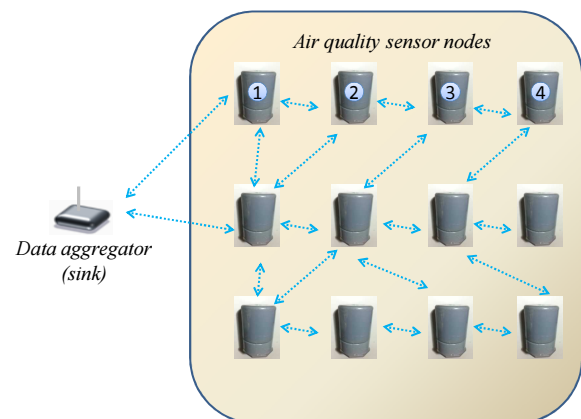 Air quality sensor nodes
1 2 3 4
Data aggregator
(sink)